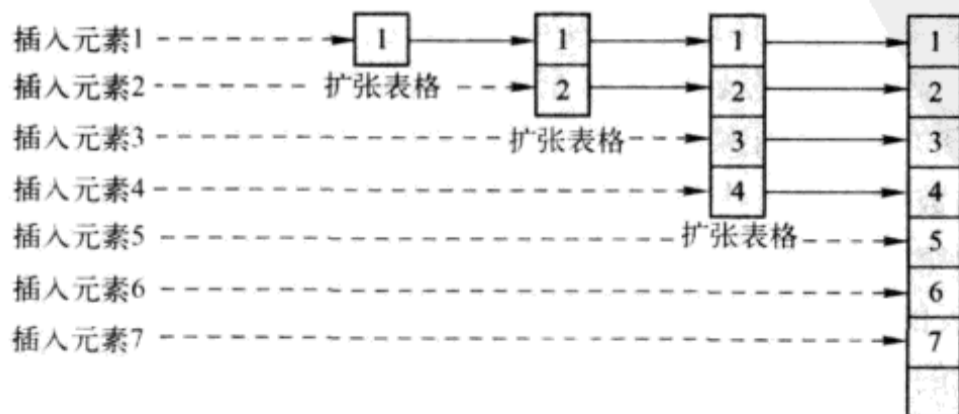 插入元素1 1 1 1 1
插入元素2 扩张表格 2 2 2
插入元素3 扩张表格 3 3
插入元素4 4 4
插入元素5 扩张表格 5
插入元素6 6
插入元素7 7